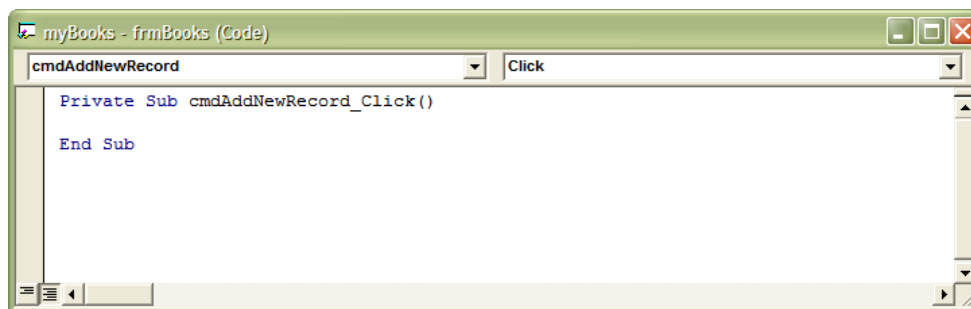 myBooks - frmBooks (Code)
cmdAddNewRecord Click
Private Sub cmdAddNewRecord_Click()
End Sub